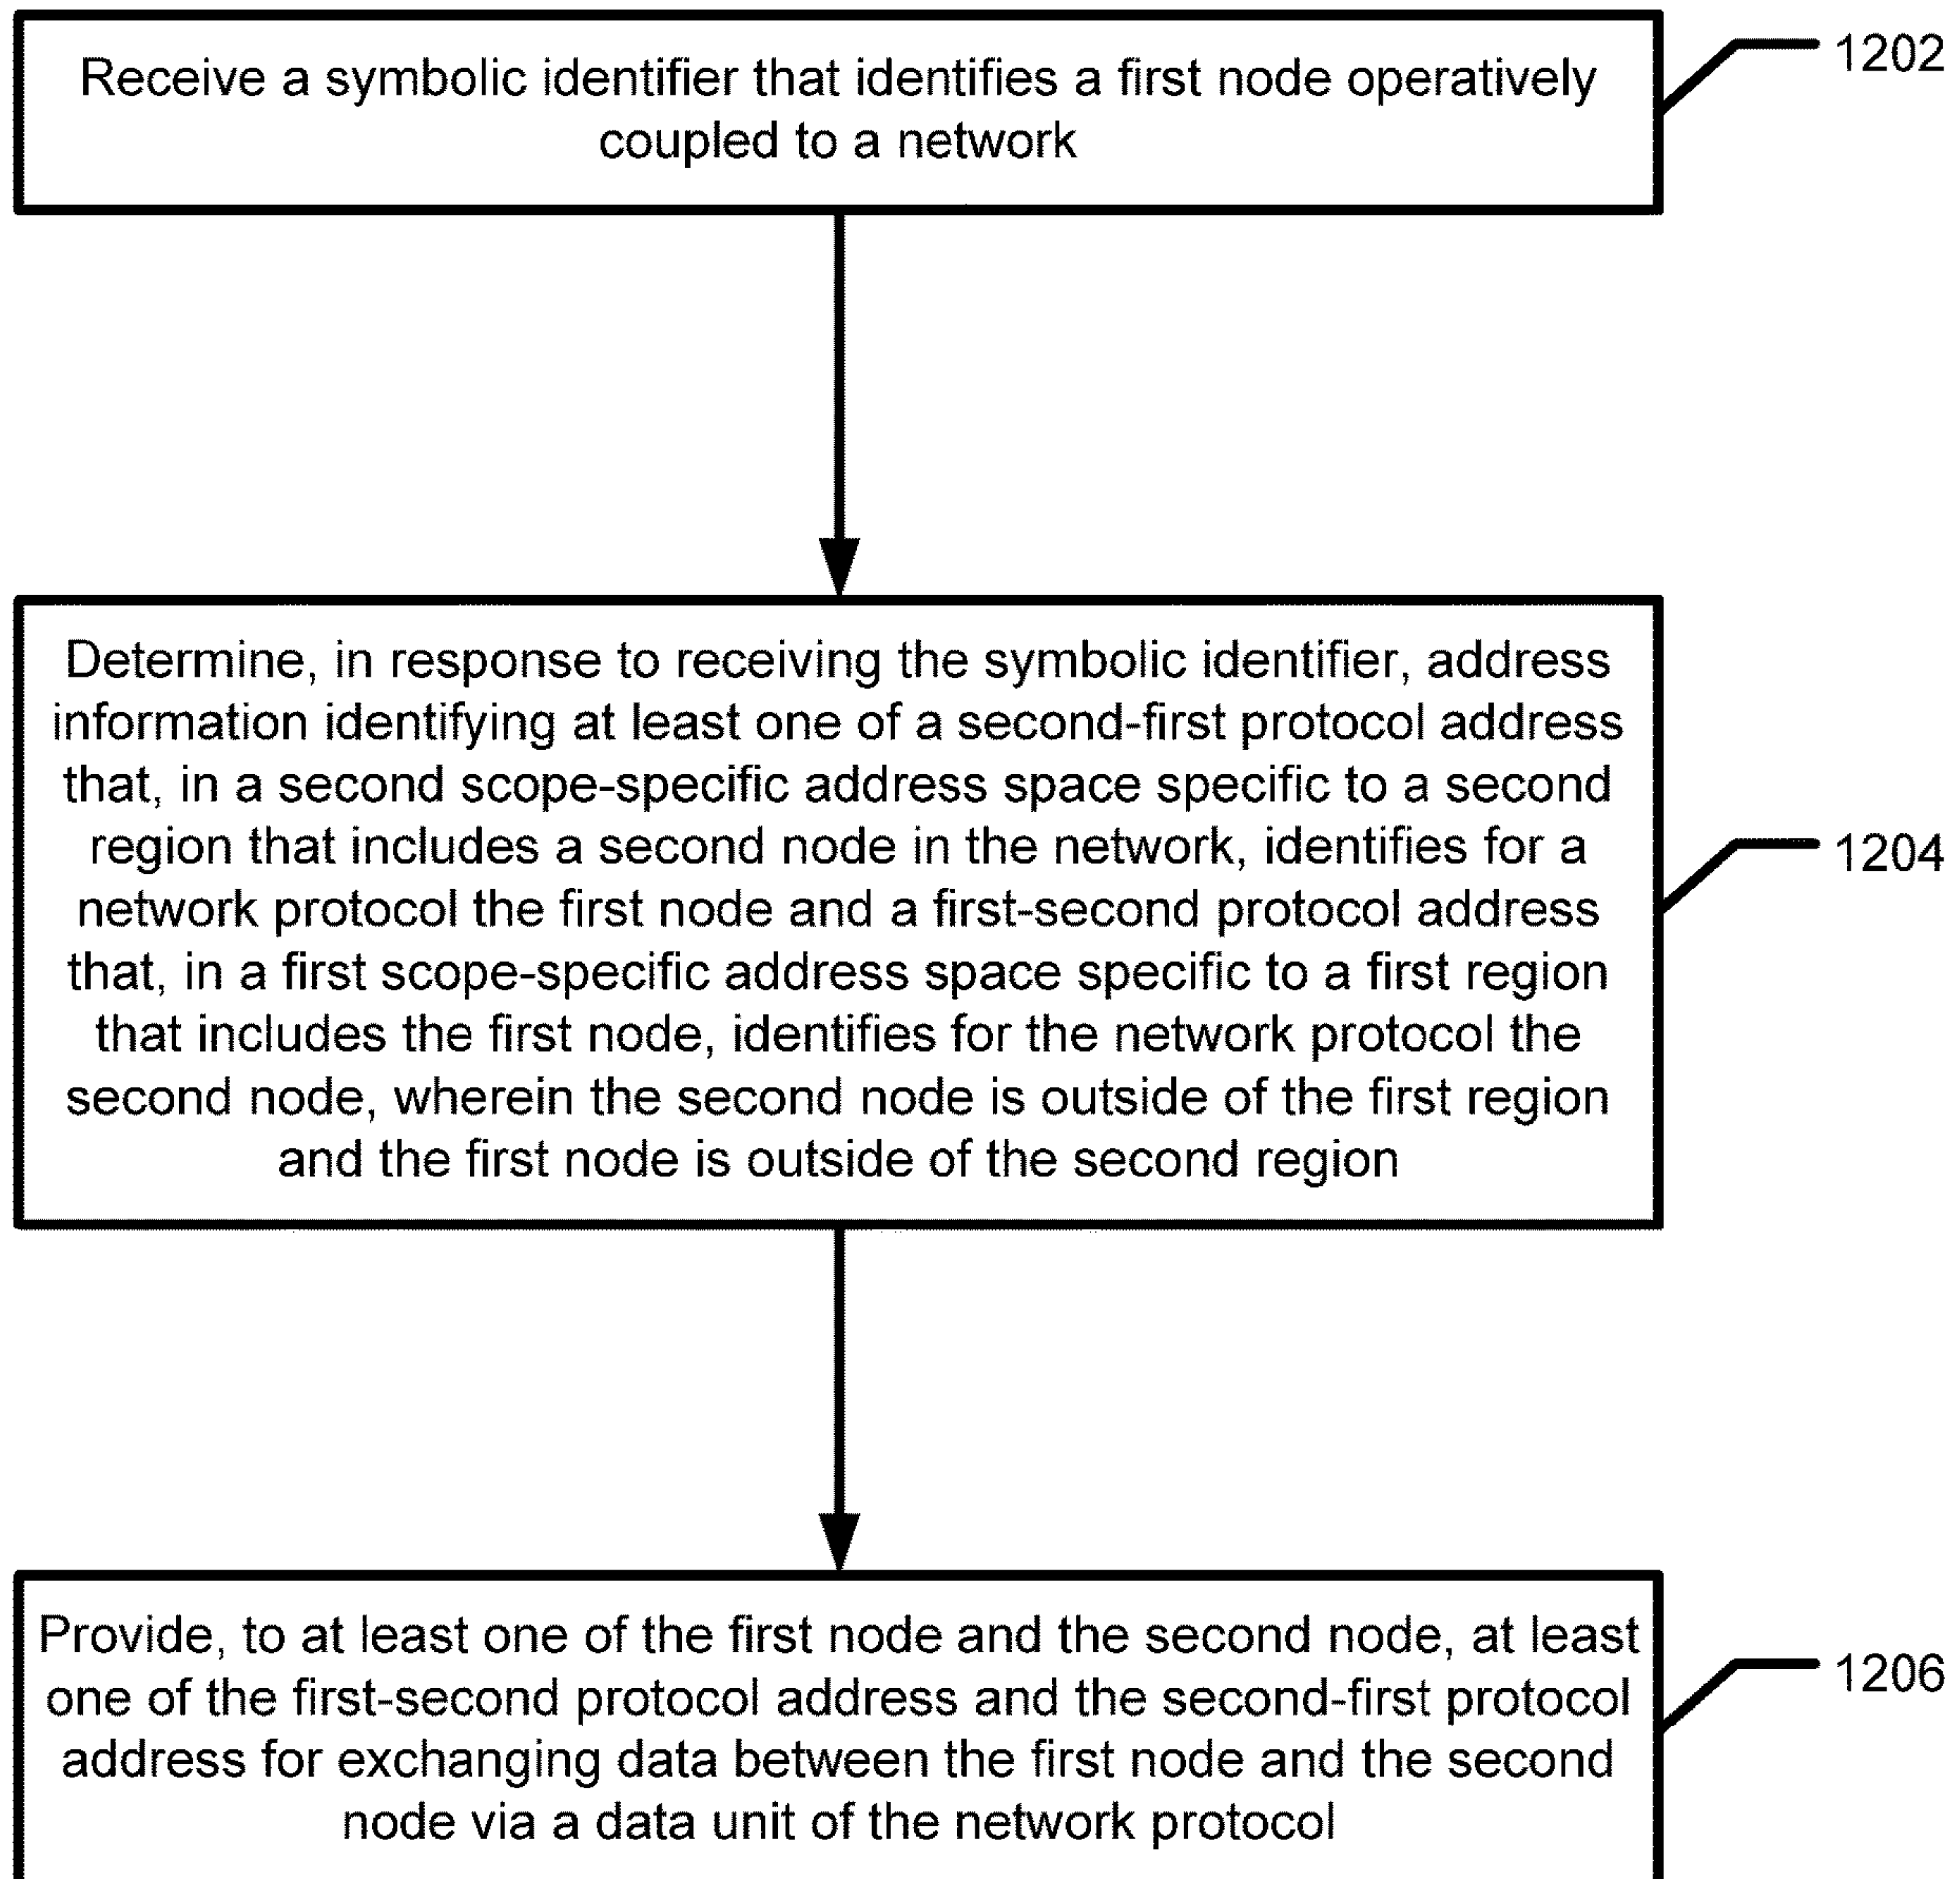 Receive a symbolic identifier that identifies a first node operatively
coupled to a network
1202
Determine, in response to receiving the symbolic identifier, address
information identifying at least one of a second-first protocol address
that, in a second scope-specific address space specific to a second
region that includes a second node in the network, identifies for a
network protocol the first node and a first-second protocol address
that, in a first scope-specific address space specific to a first region
that includes the first node, identifies for the network protocol the
second node, wherein the second node is outside of the first region
and the first node is outside of the second region
1204
Provide, to at least one of the first node and the second node, at least
one of the first-second protocol address and the second-first protocol
address for exchanging data between the first node and the second
node via a data unit of the network protocol
1206